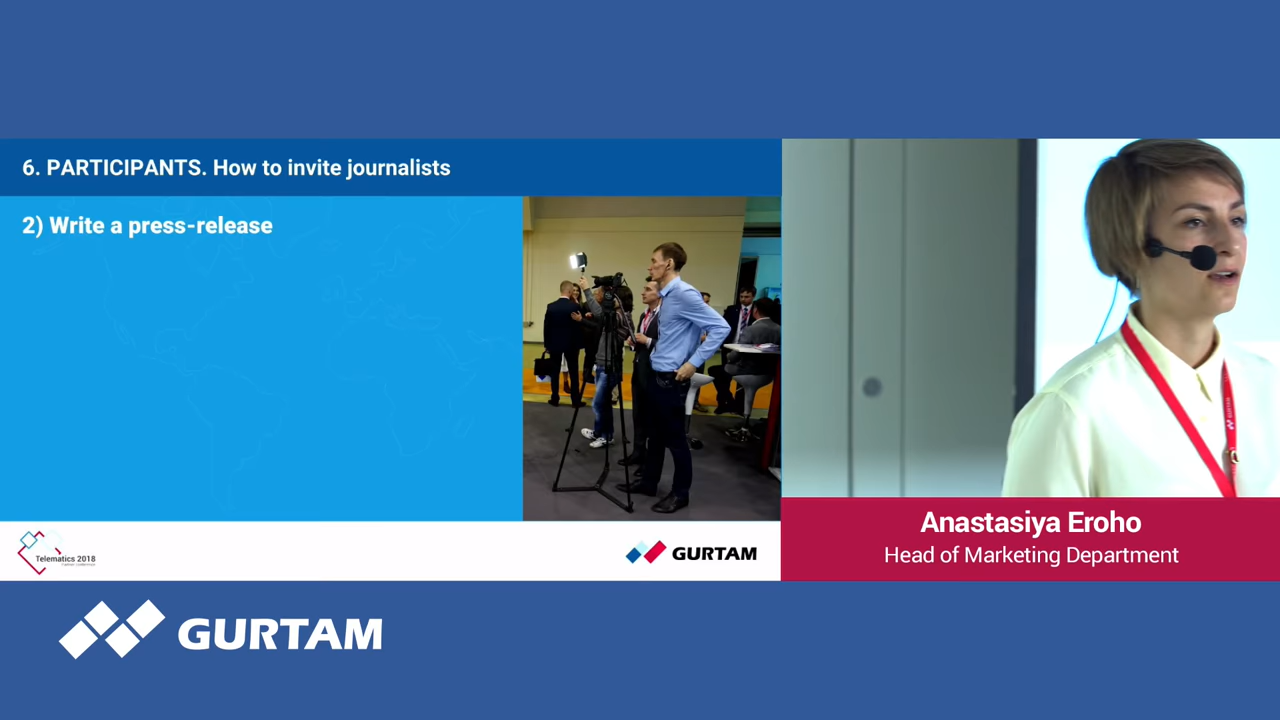 6. PARTICIPANTS. How to invite journalists
2) Write a press-release
Telematics 2018
GURTAM
Anastasiya Eroho
Head of Marketing Department
GURTAM